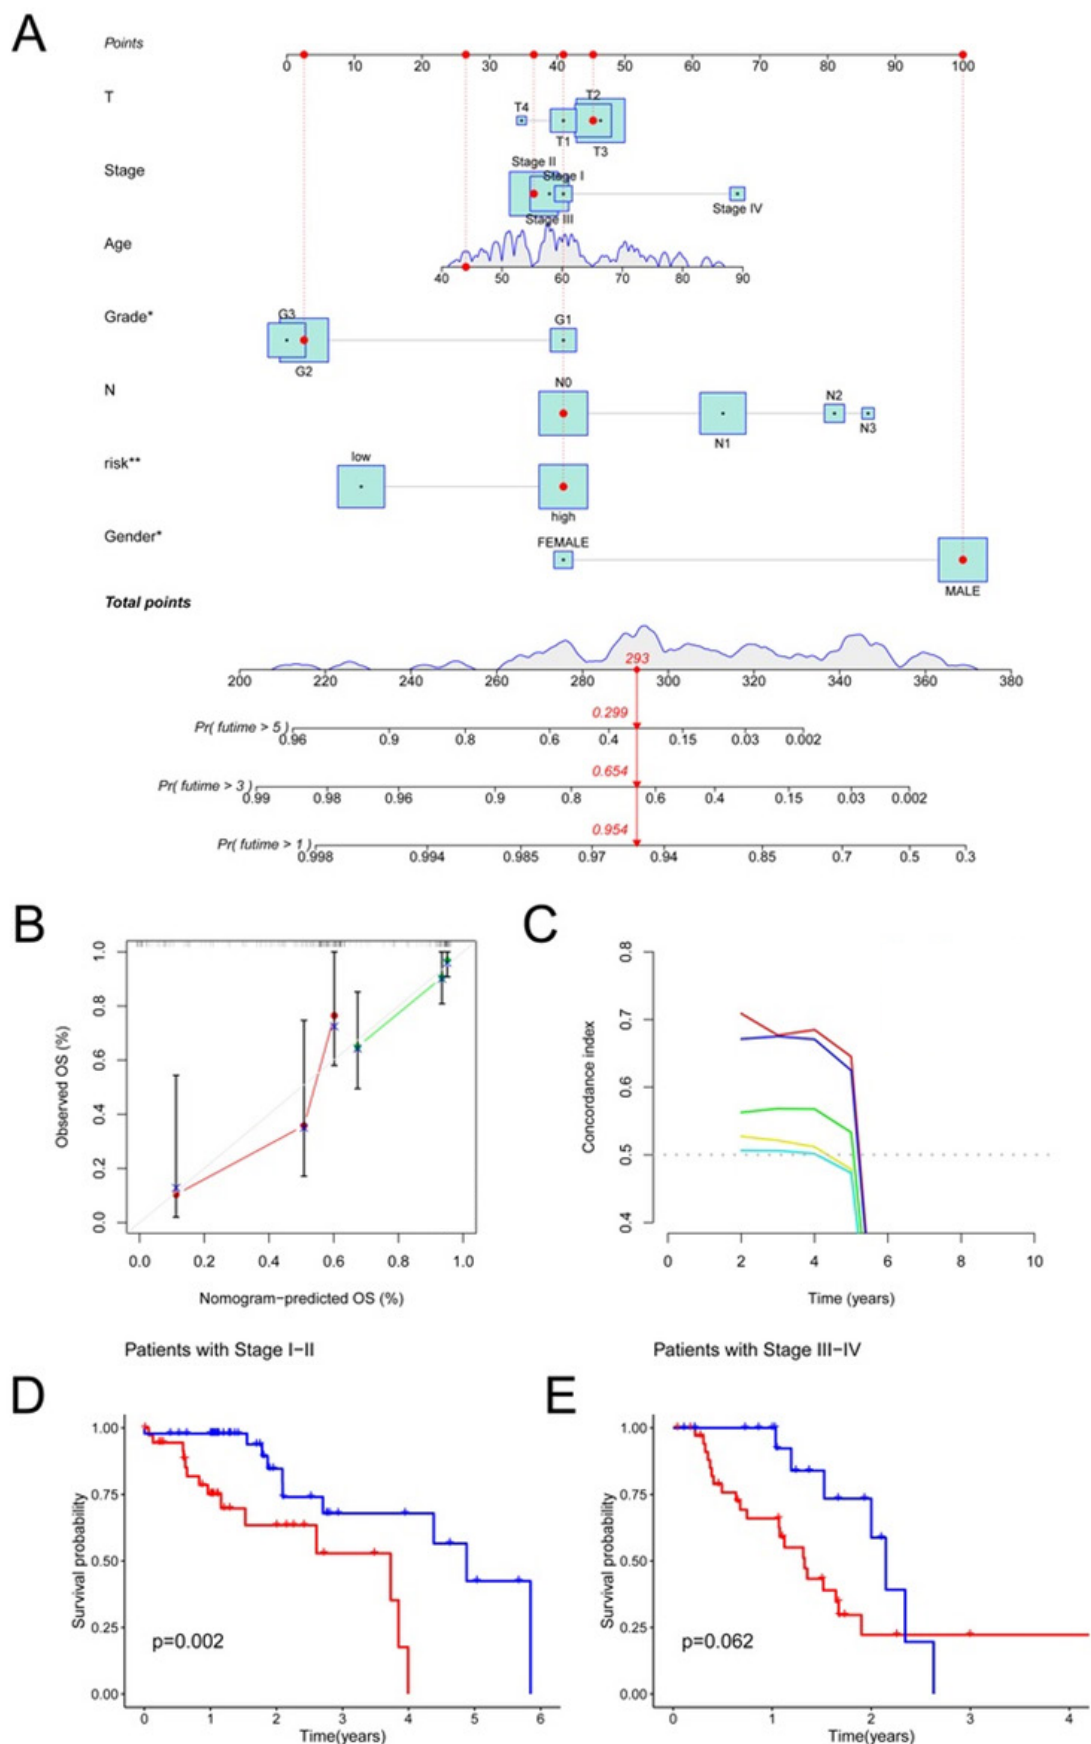 A
Points
0 10 20 30 40 50 60 70 80 90 100
T
T4 T2
T1 T3
Stage
Stage II
Stage I
Stage III Stage IV
Age
40 50 60 70 80 90
Grade*
G3 G1
G2
N
N0 N2
N1 N3
risk**
low
high
Gender*
FEMALE
MALE
Total points
293
200 220 240 260 280 300 320 340 360 380
0.299
Pr( futime > 5 )
0.96 0.9 0.8 0.6 0.4 0.15 0.03 0.002
0.654
Pr( futime > 3 )
0.99 0.98 0.96 0.9 0.8 0.6 0.4 0.15 0.03 0.002
0.954
Pr( futime > 1 )
0.998 0.994 0.985 0.97 0.94 0.85 0.7 0.5 0.3
B
Observed OS (%)
1.0
0.8
0.6
0.4
0.2
0.0
0.0 0.2 0.4 0.6 0.8 1.0
Nomogram−predicted OS (%)
C
Concordance index
0.8
0.7
0.6
0.5
0.4
0 2 4 6 8 10
Time (years)
Patients with Stage I−II
D
Survival probability
1.00
0.75
0.50
0.25
0.00
p=0.002
0 1 2 3 4 5 6
Time(years)
Patients with Stage III−IV
E
Survival probability
1.00
0.75
0.50
0.25
0.00
p=0.062
0 1 2 3 4
Time(years)